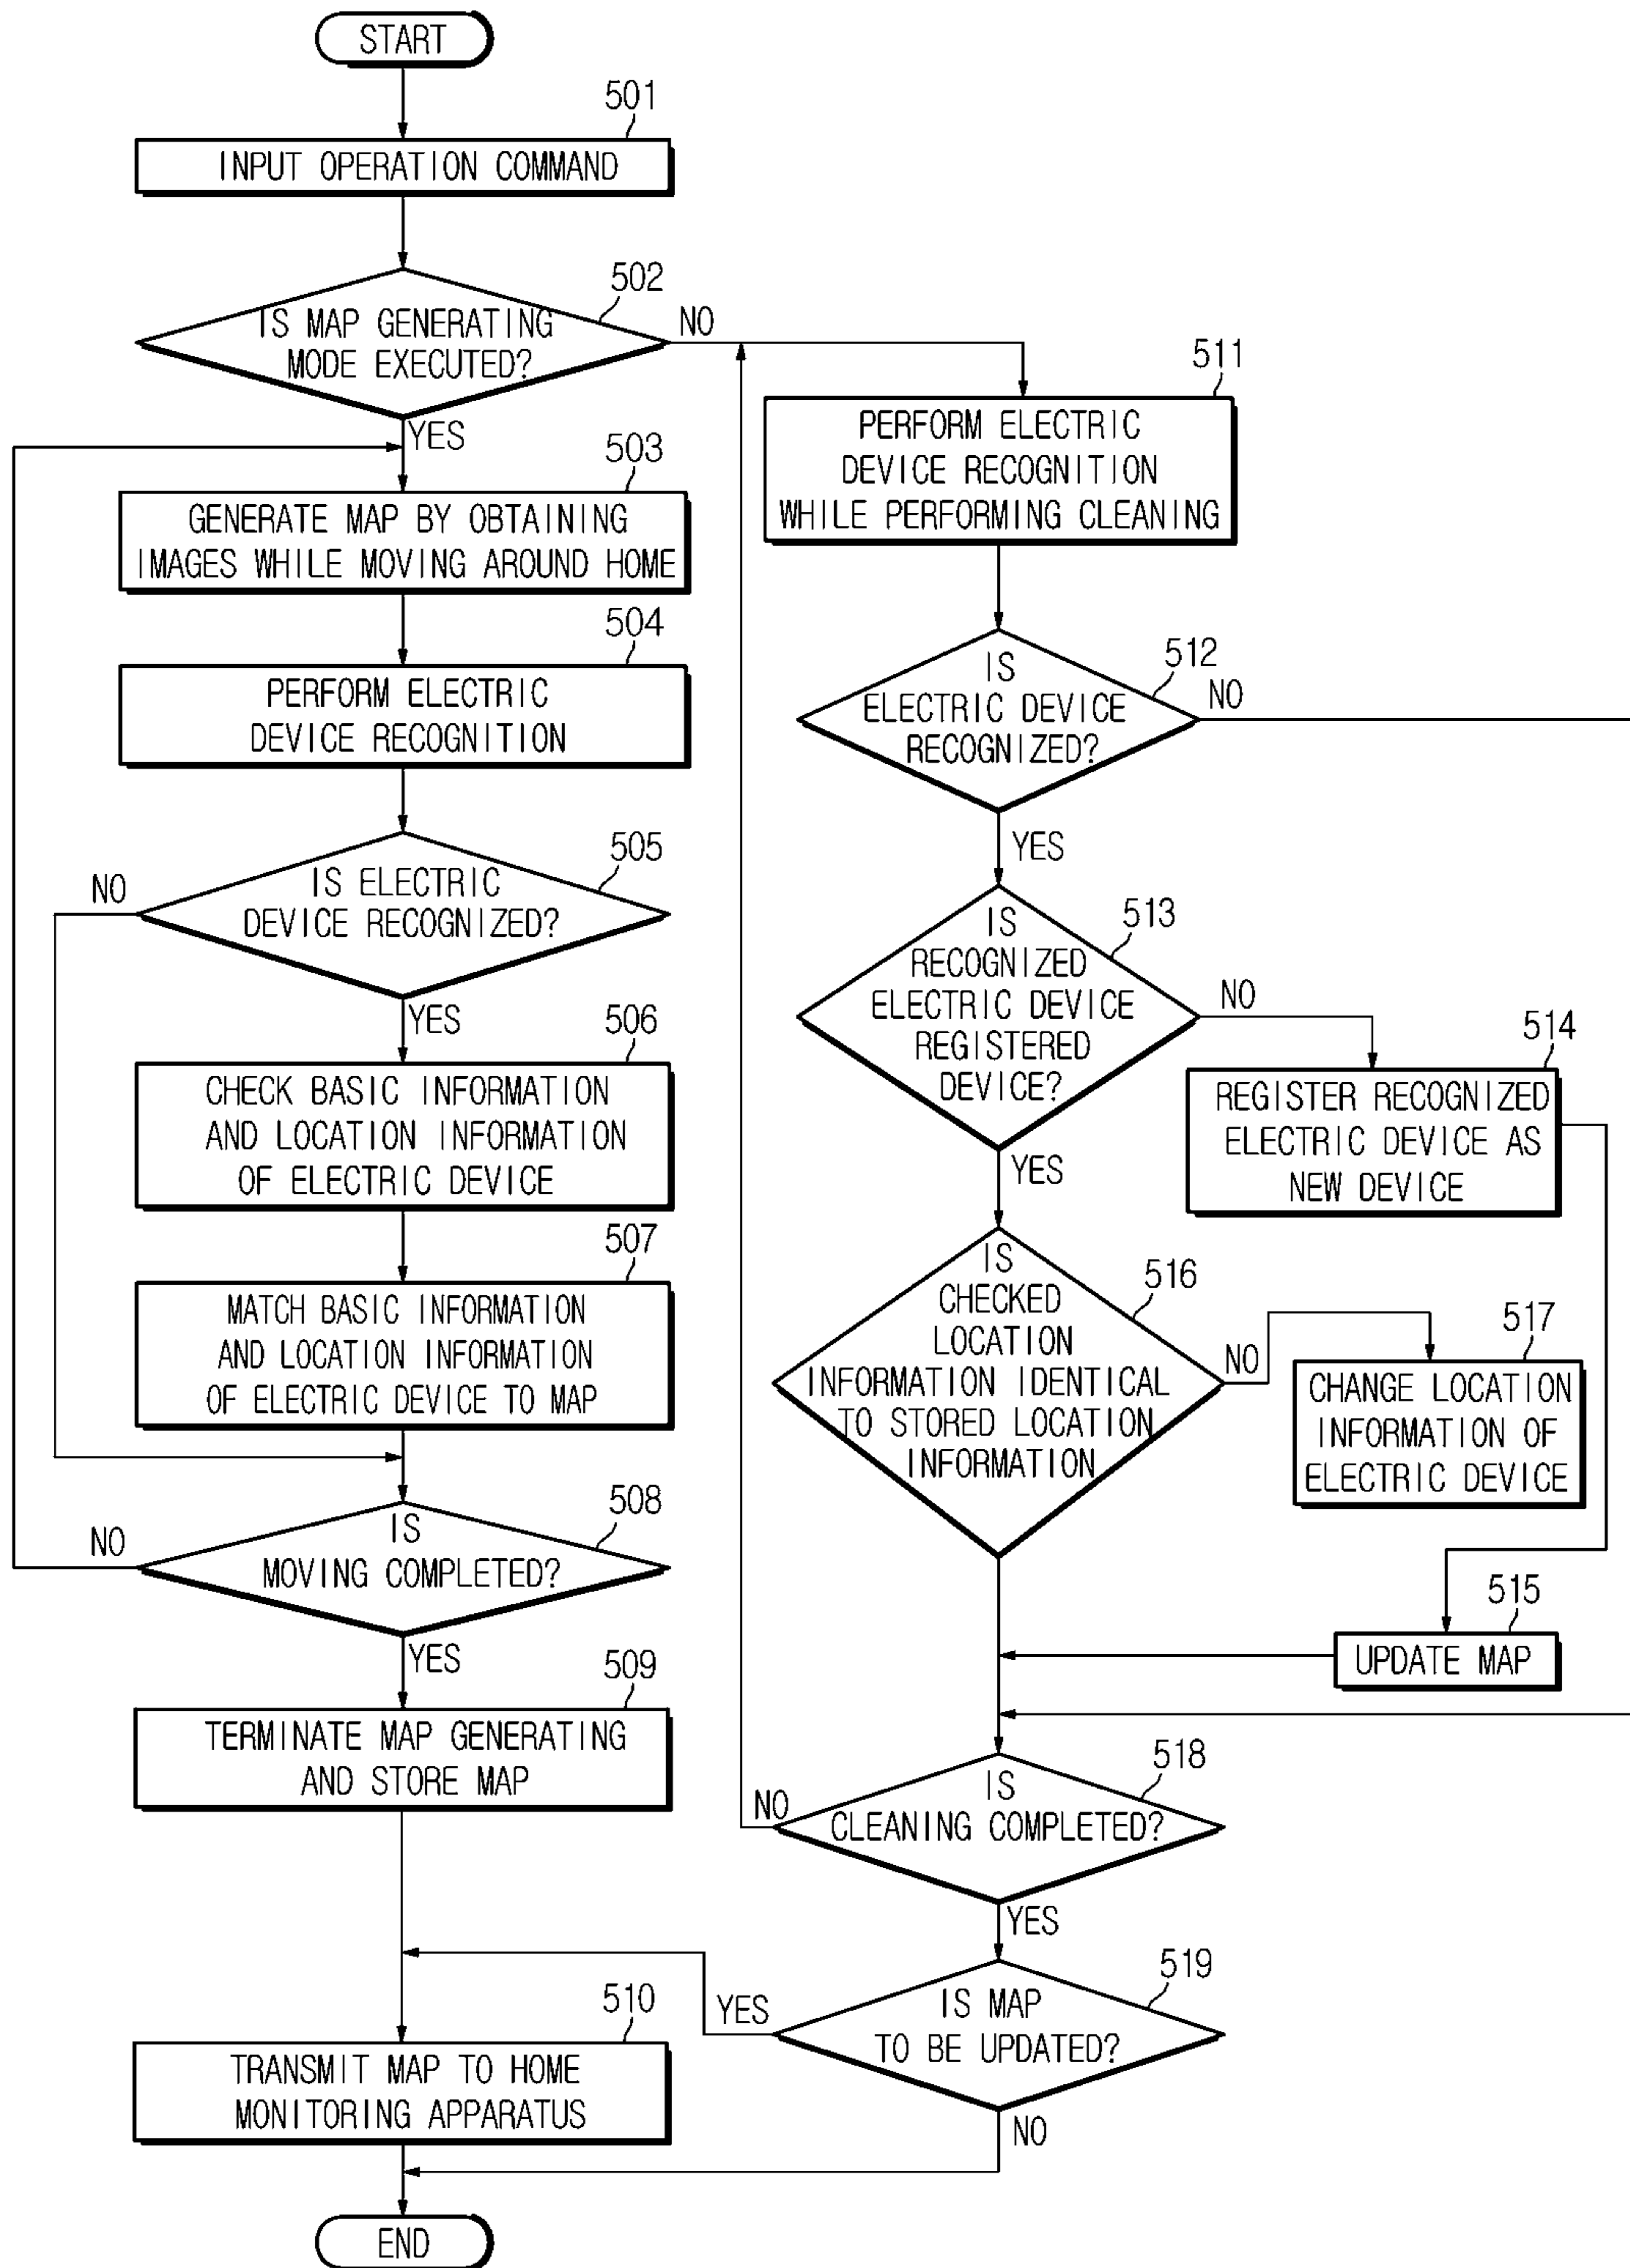 START
501
INPUT OPERATION COMMAND
502
IS MAP GENERATING
MODE EXECUTED?
NO
YES
503
GENERATE MAP BY OBTAINING
IMAGES WHILE MOVING AROUND HOME
504
PERFORM ELECTRIC
DEVICE RECOGNITION
505
IS ELECTRIC
DEVICE RECOGNIZED?
NO
YES
506
CHECK BASIC INFORMATION
AND LOCATION INFORMATION
OF ELECTRIC DEVICE
507
MATCH BASIC INFORMATION
AND LOCATION INFORMATION
OF ELECTRIC DEVICE TO MAP
508
IS
MOVING COMPLETED?
NO
YES
509
TERMINATE MAP GENERATING
AND STORE MAP
510
TRANSMIT MAP TO HOME
MONITORING APPARATUS
END
511
PERFORM ELECTRIC
DEVICE RECOGNITION
WHILE PERFORMING CLEANING
512
IS
ELECTRIC DEVICE
RECOGNIZED?
NO
YES
513
IS
RECOGNIZED
ELECTRIC DEVICE
REGISTERED
DEVICE?
NO
YES
514
REGISTER RECOGNIZED
ELECTRIC DEVICE AS
NEW DEVICE
516
IS
CHECKED
LOCATION
INFORMATION IDENTICAL
TO STORED LOCATION
INFORMATION
NO
517
CHANGE LOCATION
INFORMATION OF
ELECTRIC DEVICE
515
UPDATE MAP
518
IS
CLEANING COMPLETED?
NO
YES
519
IS MAP
TO BE UPDATED?
YES
NO